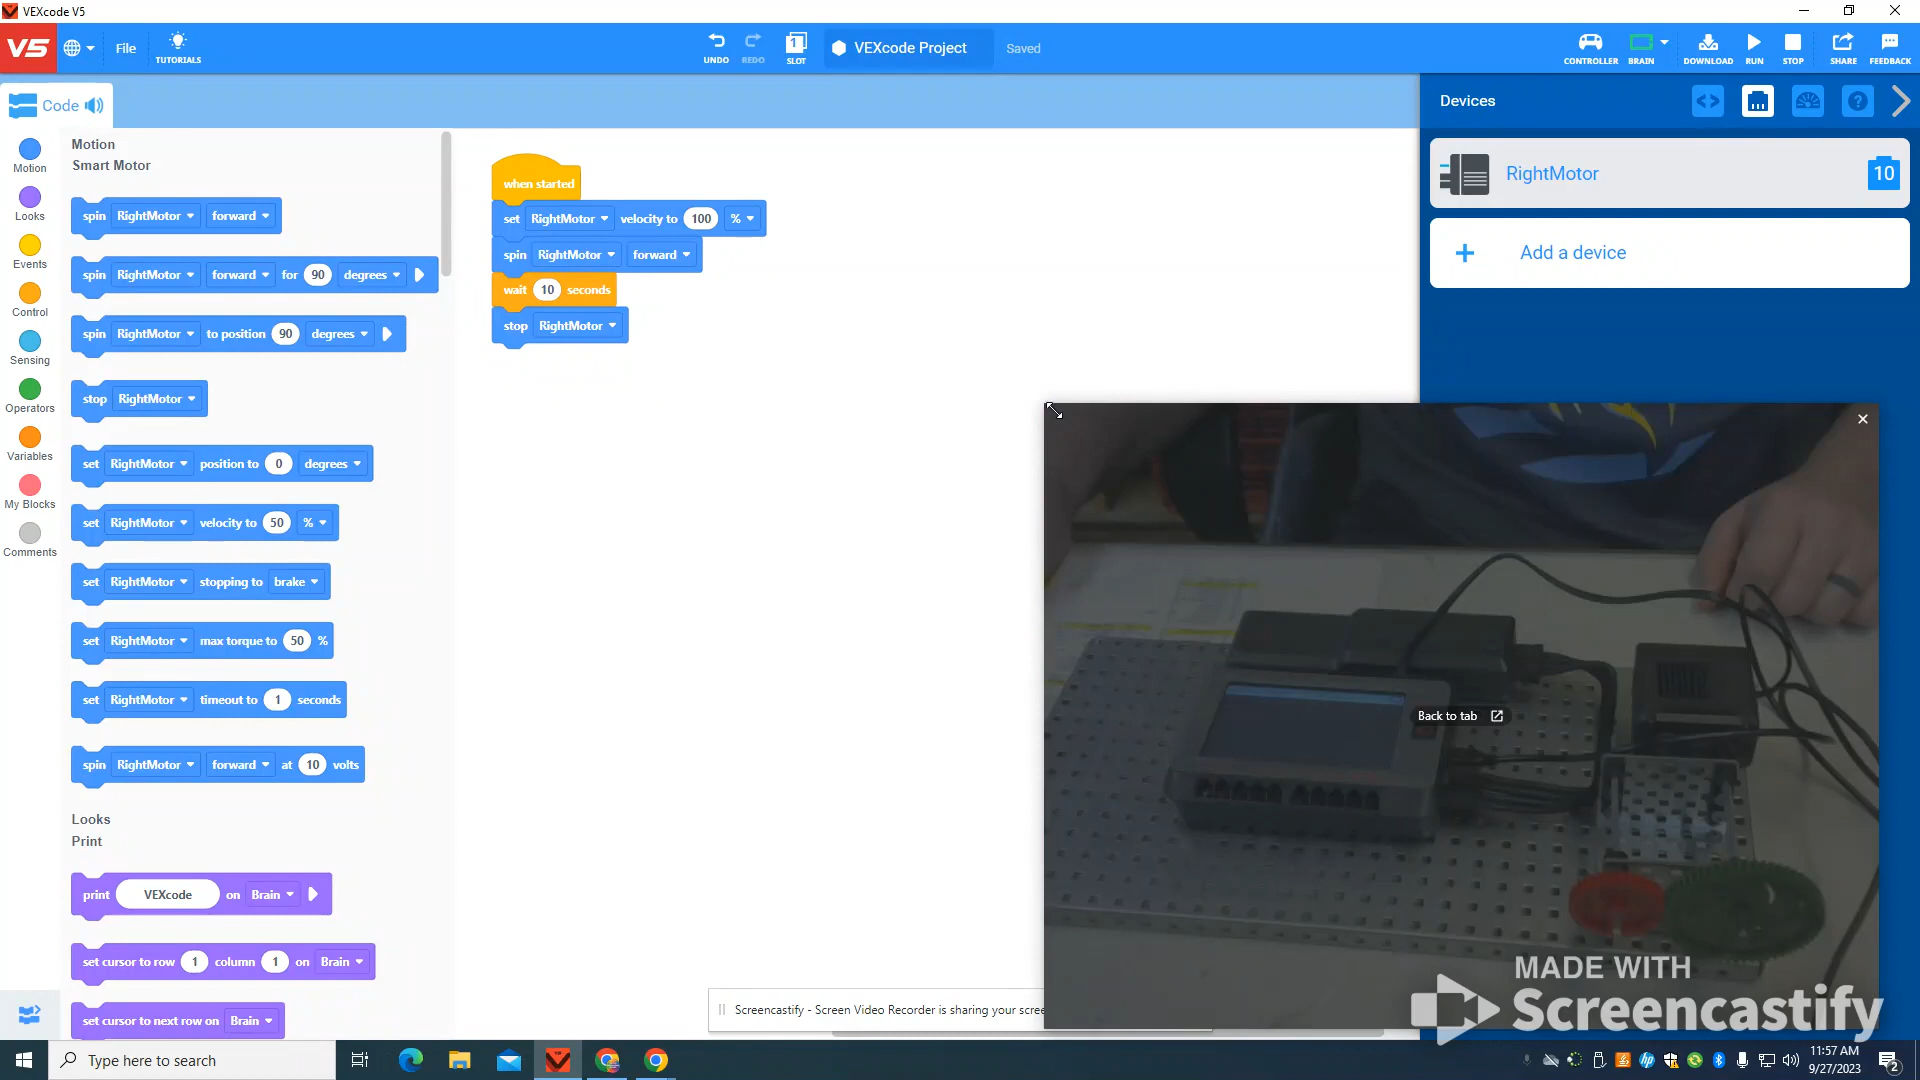 VEXcode V5
V5
File
TUTORIALS
UNDO
REDO
1
SLOT
VEXcode Project
Saved
CONTROLLER
BRAIN
DOWNLOAD
RUN
STOP
SHARE
FEEDBACK
Code
Devices
Motion
Looks
Events
Control
Sensing
Operators
Variables
My Blocks
Comments
Motion
Smart Motor
spin RightMotor forward
spin RightMotor forward for 90 degrees
spin RightMotor to position 90 degrees
stop RightMotor
set RightMotor position to 0 degrees
set RightMotor velocity to 50 %
set RightMotor stopping to brake
set RightMotor max torque to 50 %
set RightMotor timeout to 1 seconds
spin RightMotor forward at 10 volts
Looks
Print
print VEXcode on Brain
set cursor to row 1 column 1 on Brain
set cursor to next row on Brain
when started
set RightMotor velocity to 100 %
spin RightMotor forward
wait 10 seconds
stop RightMotor
RightMotor 10
Add a device
Back to tab
Screencastify - Screen Video Recorder is sharing your
MADE WITH
Screencastify
Type here to search
11:57 AM
9/27/2023
2